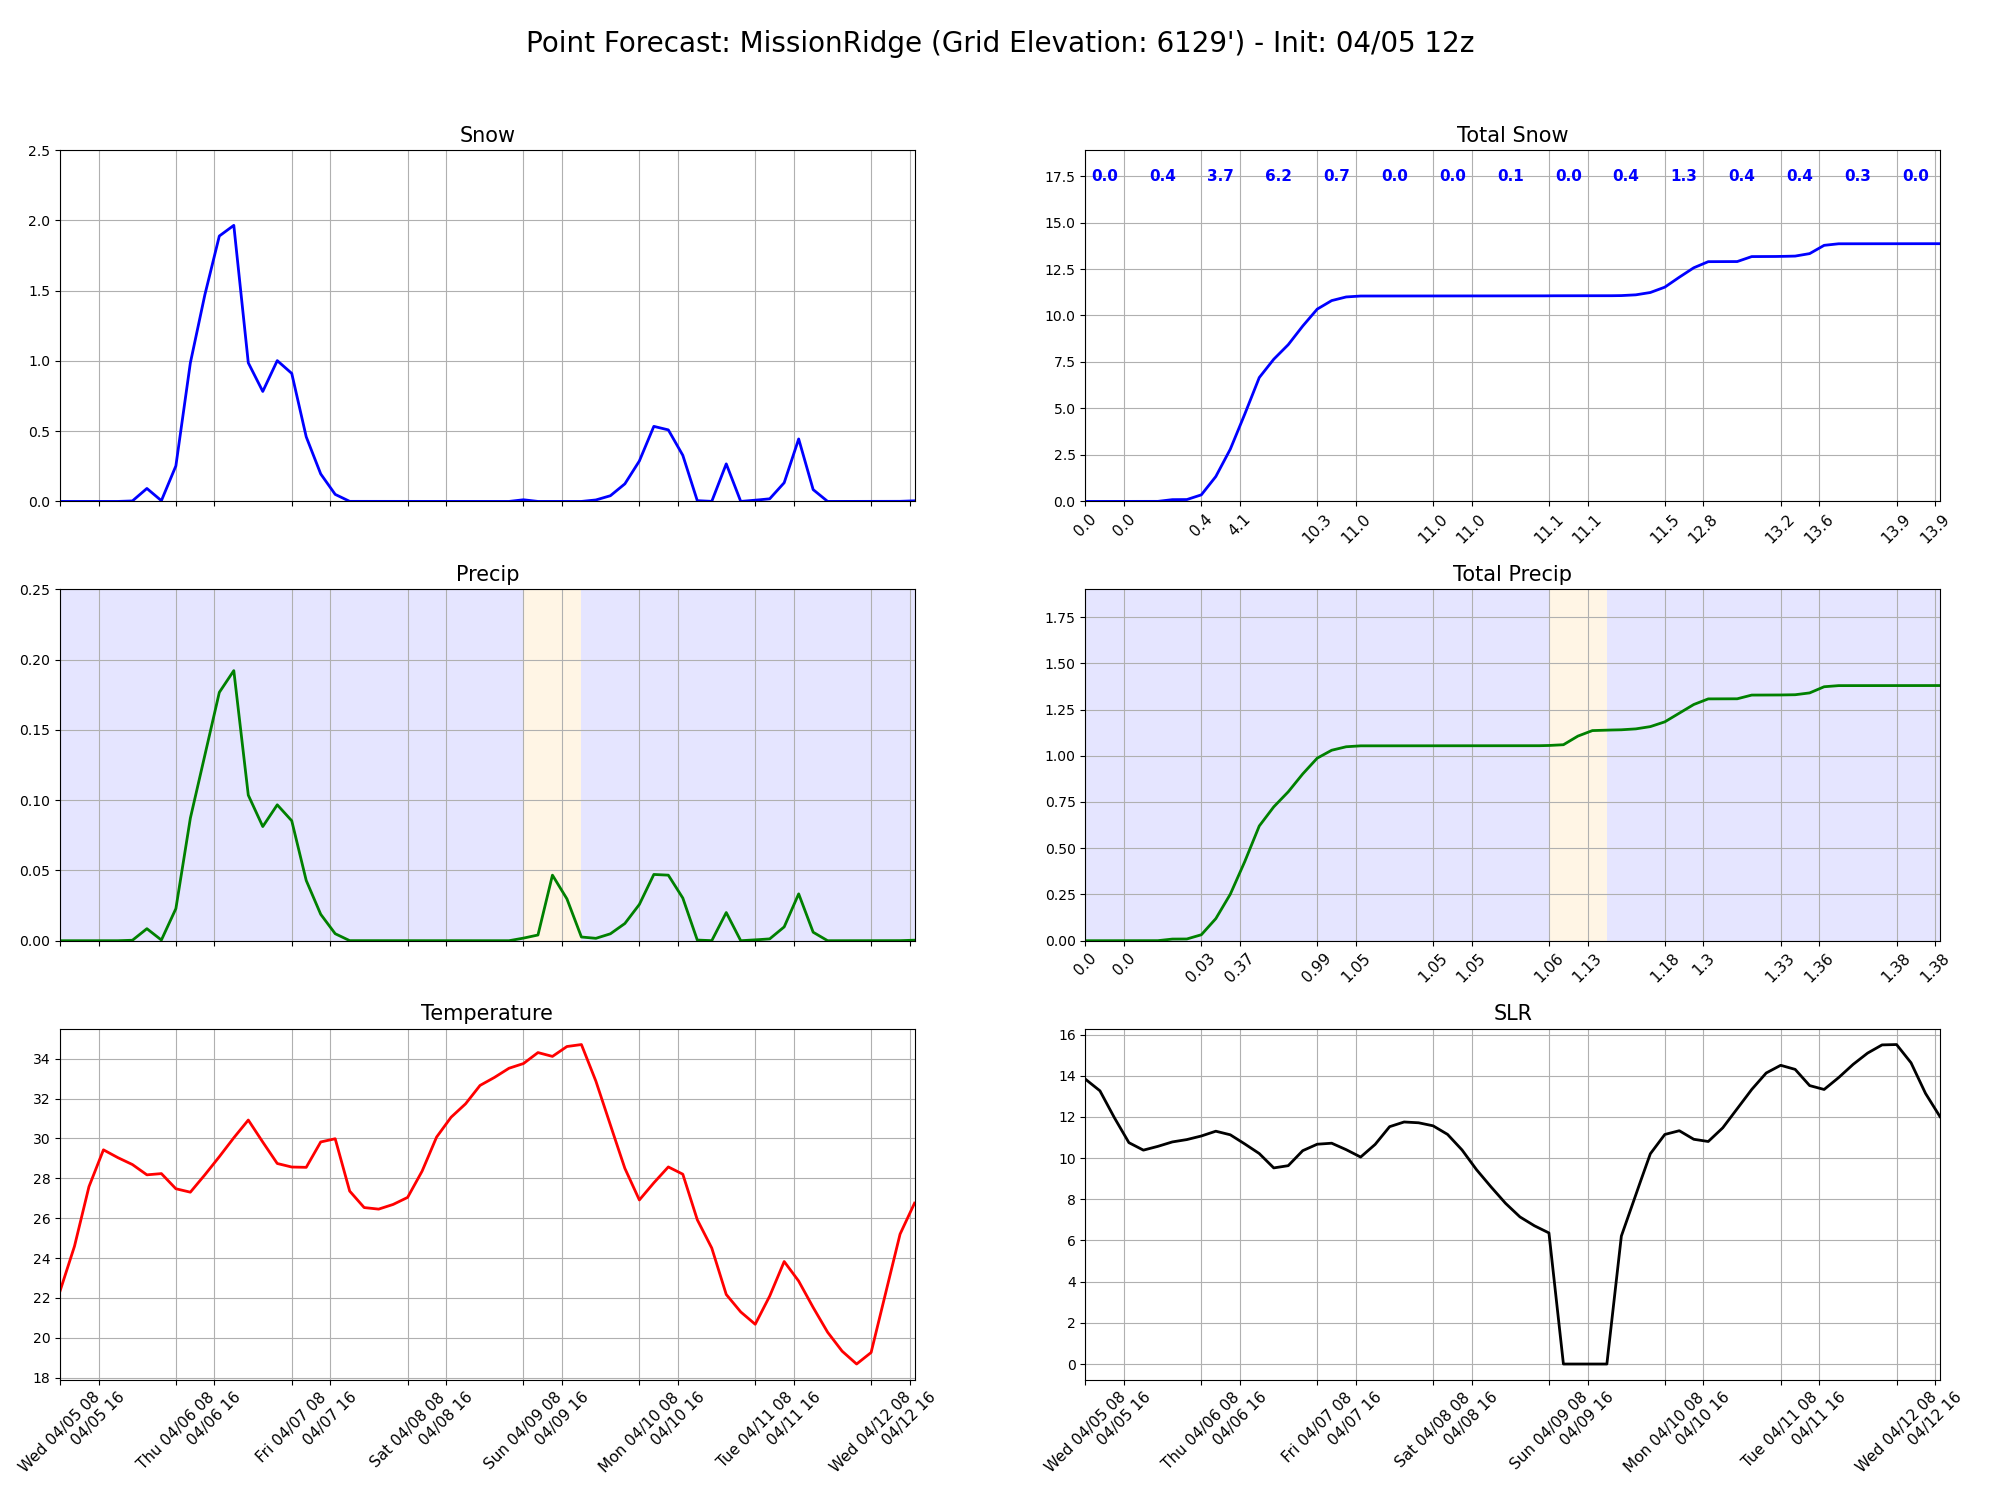 Point Forecast: MissionRidge (Grid Elevation: 6129') - Init: 04/05 12z
Snow
2.5
2.0
1.5
1.0
0.5
0.0
Total Snow
17.5
15.0
12.5
10.0
7.5
5.0
2.5
0.0
0.0 0.4 3.7 6.2 0.7 0.0 0.0 0.1 0.0 0.4 1.3 0.4 0.4 0.3 0.0
0.0 0.0 0.4 4.1 10.3 11.0 11.0 11.0 11.1 11.1 11.5 12.8 13.2 13.6 13.9 13.9
Precip
0.25
0.20
0.15
0.10
0.05
0.00
Total Precip
1.75
1.50
1.25
1.00
0.75
0.50
0.25
0.00
0.0 0.0 0.03 0.37 0.99 1.05 1.05 1.05 1.06 1.13 1.18 1.3 1.33 1.36 1.38 1.38
Temperature
34
32
30
28
26
24
22
20
18
Wed 04/05 08
04/05 16
Thu 04/06 08
04/06 16
Fri 04/07 08
04/07 16
Sat 04/08 08
04/08 16
Sun 04/09 08
04/09 16
Mon 04/10 08
04/10 16
Tue 04/11 08
04/11 16
Wed 04/12 08
04/12 16
SLR
16
14
12
10
8
6
4
2
0
Wed 04/05 08
04/05 16
Thu 04/06 08
04/06 16
Fri 04/07 08
04/07 16
Sat 04/08 08
04/08 16
Sun 04/09 08
04/09 16
Mon 04/10 08
04/10 16
Tue 04/11 08
04/11 16
Wed 04/12 08
04/12 16